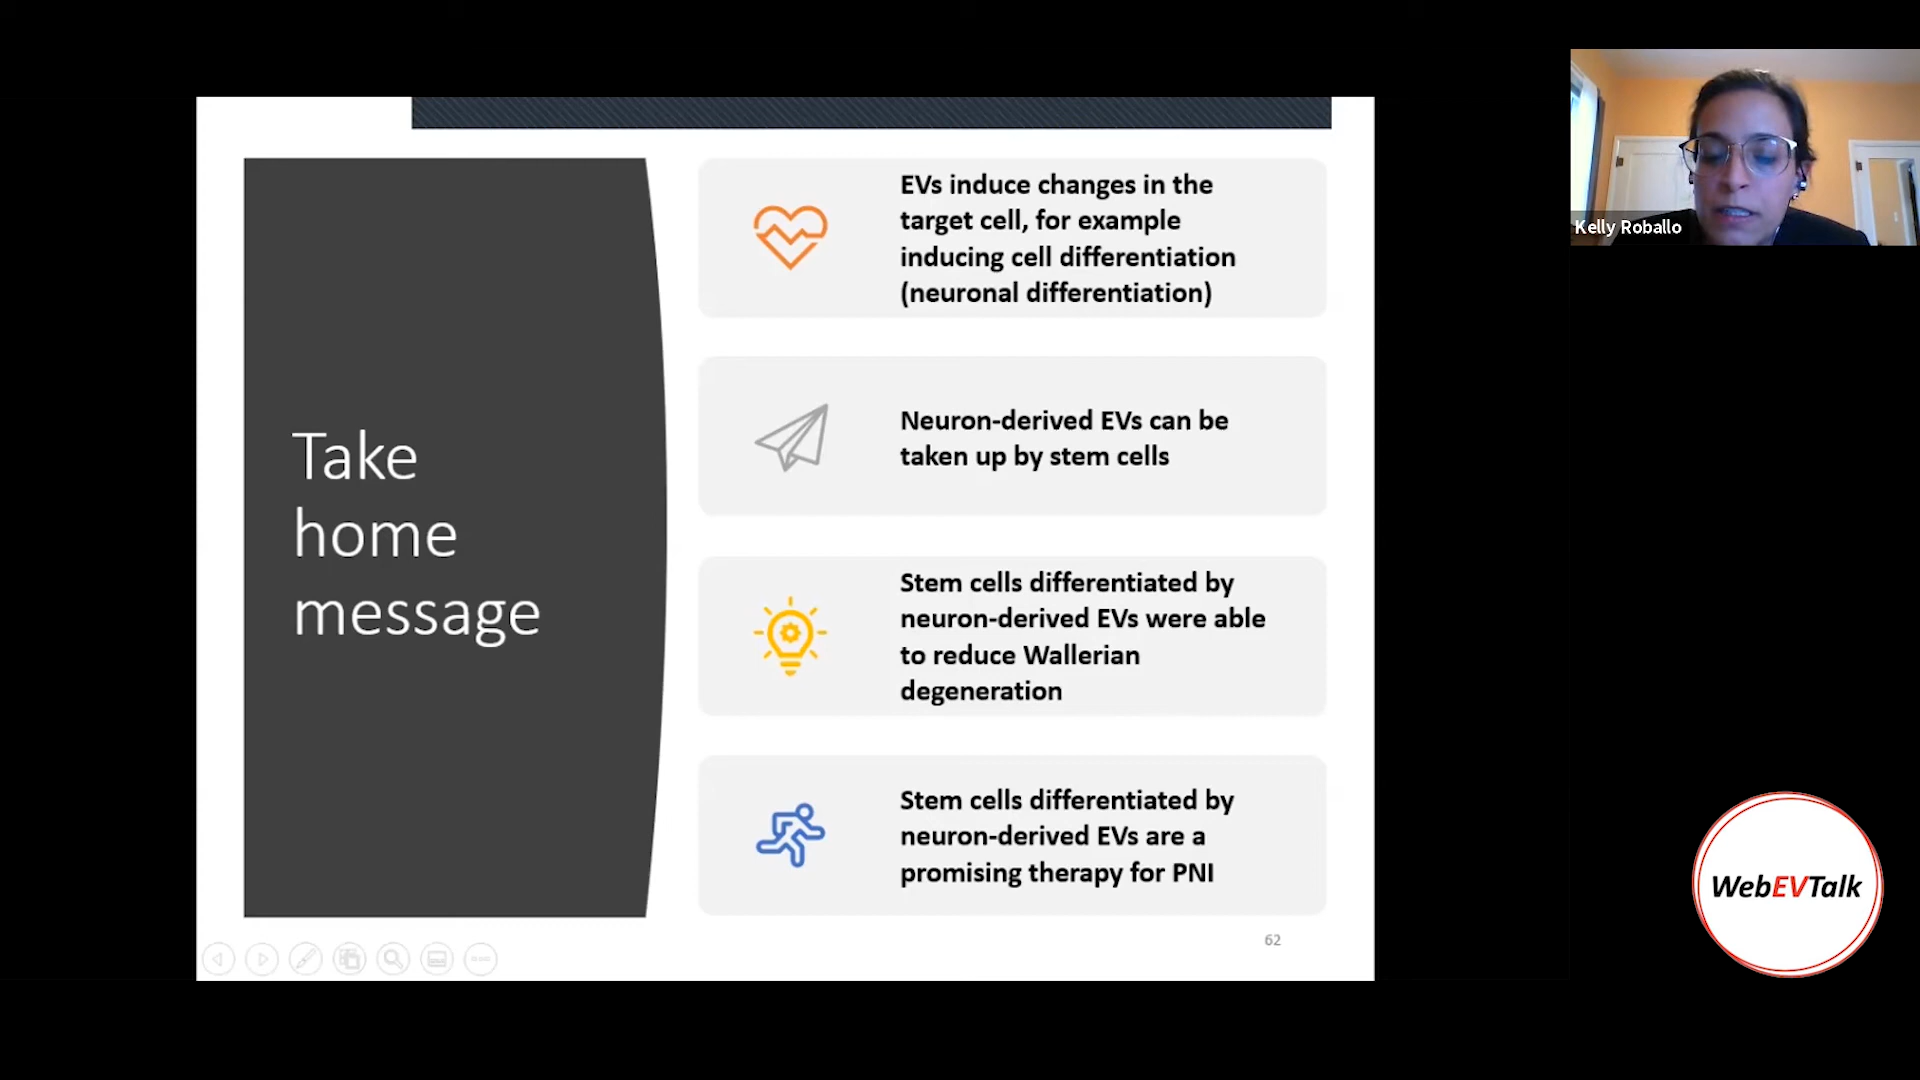 Take
home
message
EVs induce changes in the
target cell, for example
inducing cell differentiation
(neuronal differentiation)
Neuron-derived EVs can be
taken up by stem cells
Stem cells differentiated by
neuron-derived EVs were able
to reduce Wallerian
degeneration
Stem cells differentiated by
neuron-derived EVs are a
promising therapy for PNI
62
Kelly Roballo
WebEVTalk